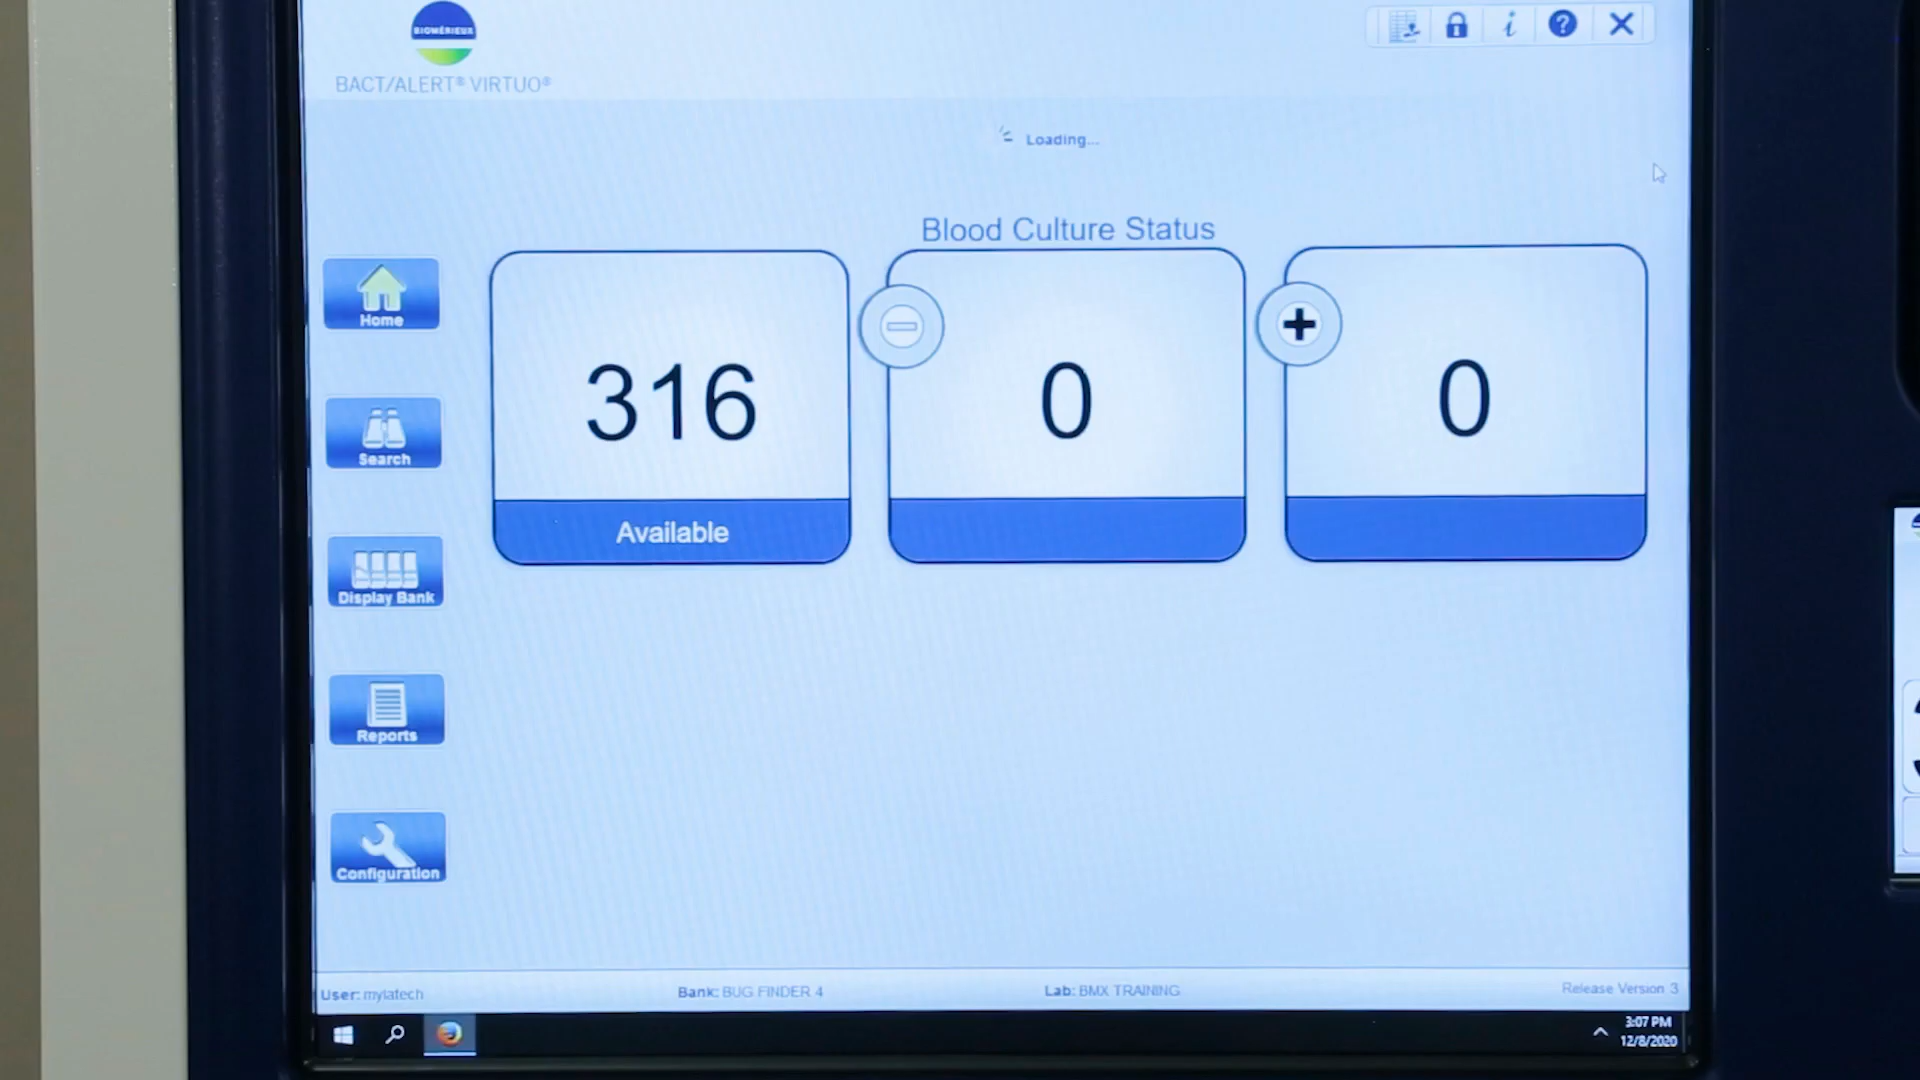 BIOMÉRIEUX
BACT/ALERT® VIRTUO®
Loading...
Blood Culture Status
Home
Search
Display Bank
Reports
Configuration
316
Available
0
0
User: mylatech
Bank: BUG FINDER 4
Lab: BMX TRAINING
Release Version 3
3:07 PM
12/8/2020